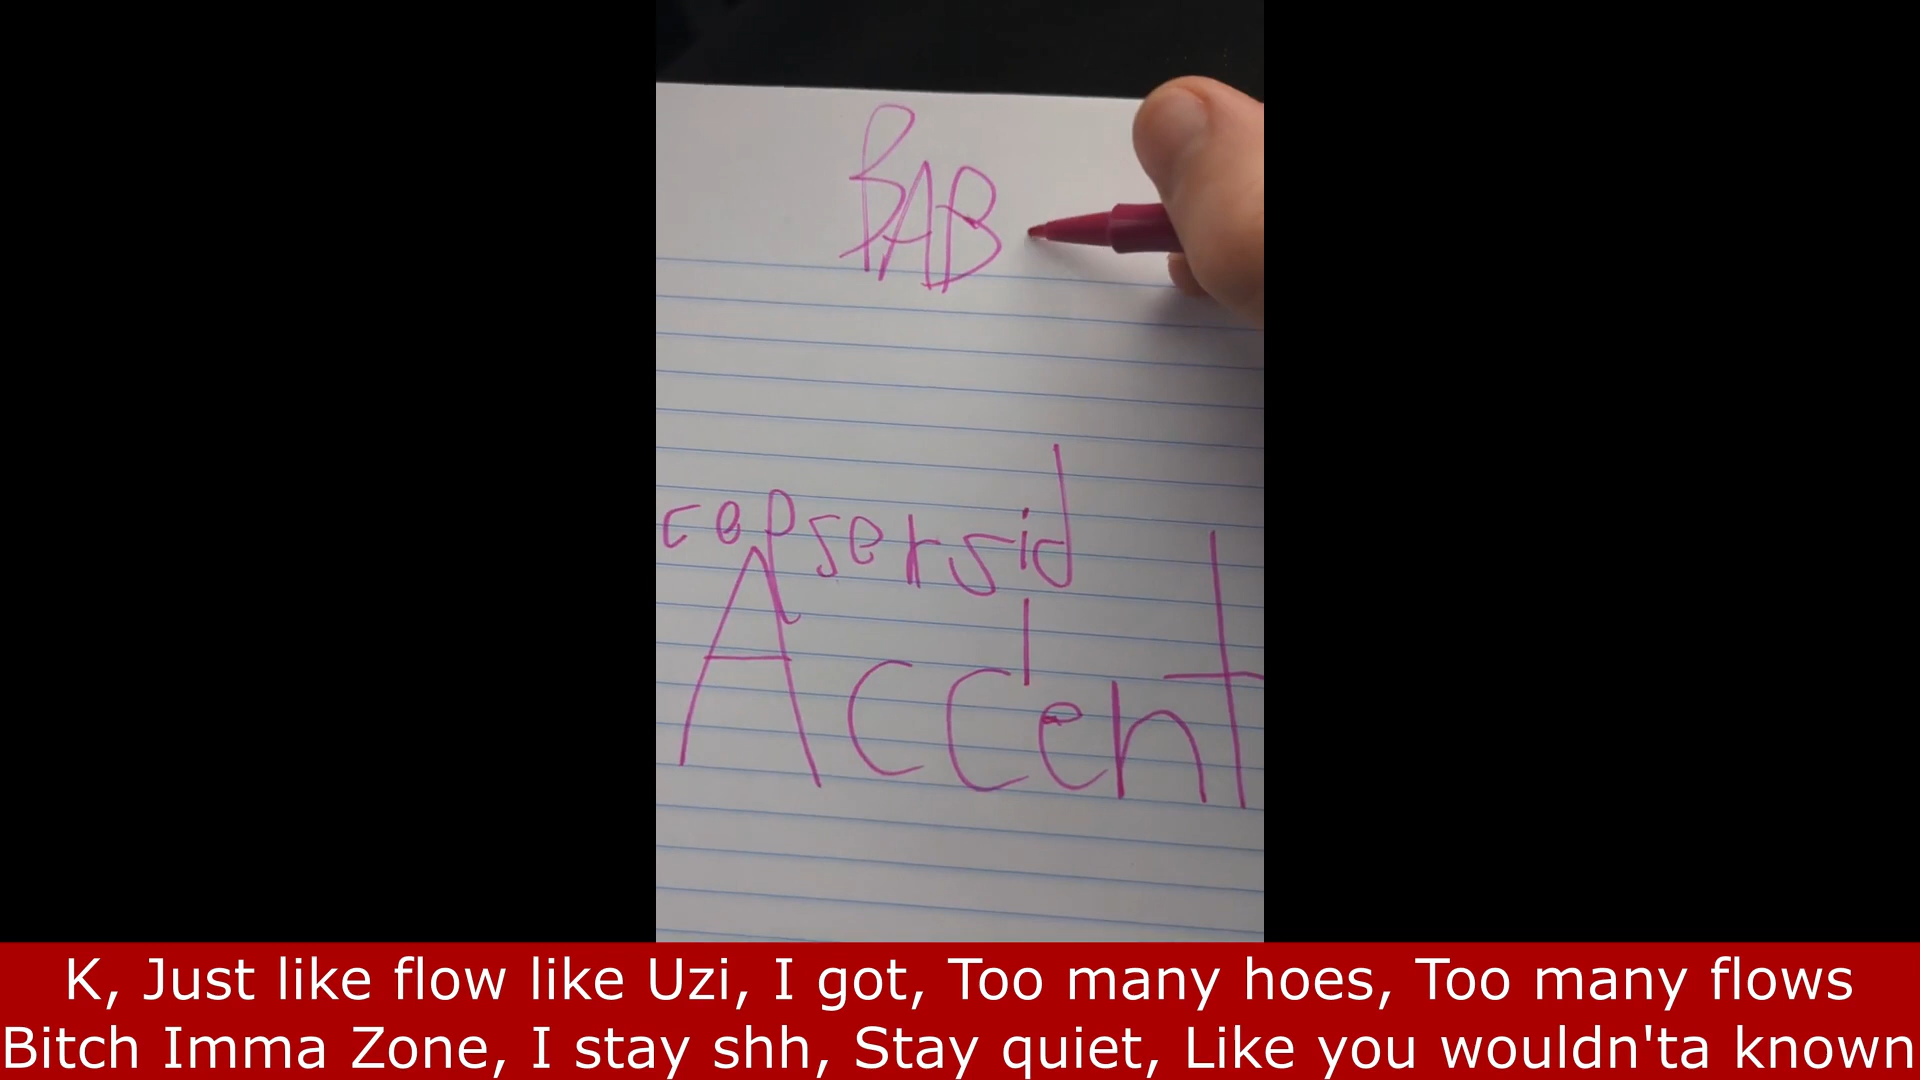 BAB
copsersid
Accent
K, Just like flow like Uzi, I got, Too many hoes, Too many flows
Bitch Imma Zone, I stay shh, Stay quiet, Like you wouldn'ta known